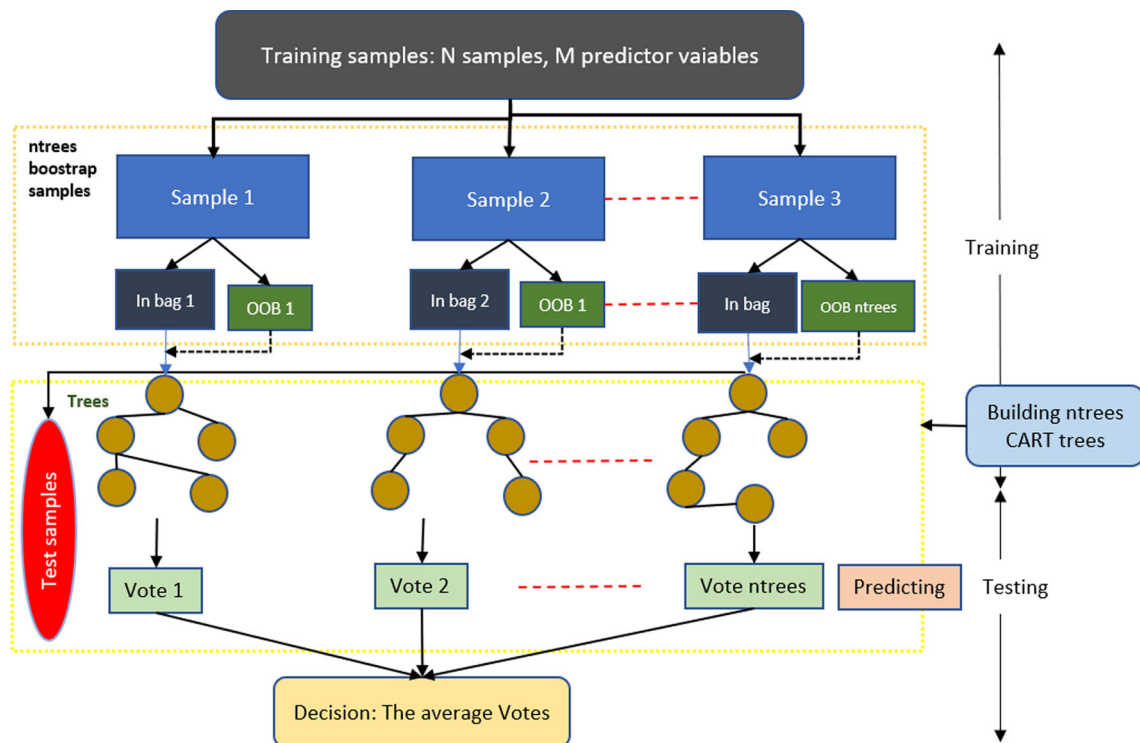 Training samples: N samples, M predictor vaiables
ntrees
boostrap
samples
Sample 1
Sample 2
Sample 3
Training
In bag 1
OOB 1
In bag 2
OOB 1
In bag
OOB ntrees
Trees
Building ntrees
CART trees
Test samples
Vote 1
Vote 2
Vote ntrees
Predicting
Testing
Decision: The average Votes